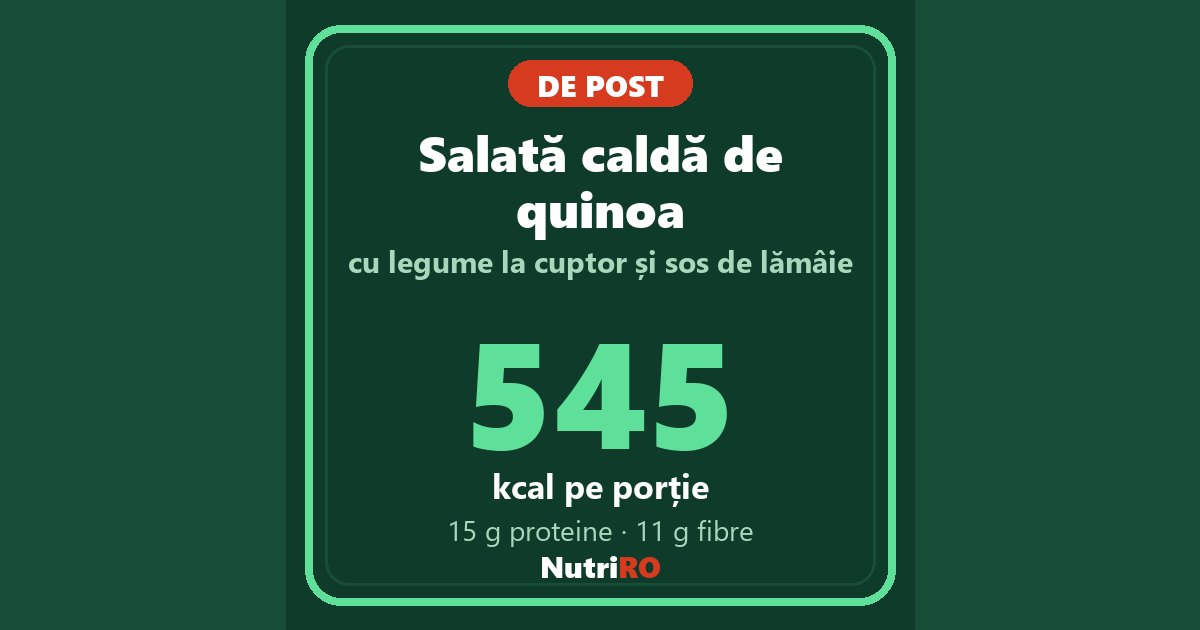 DE POST
Salată caldă de
quinoa
cu legume la cuptor și sos de lămâie
545
kcal pe porție
15 g proteine · 11 g fibre
NutriRO